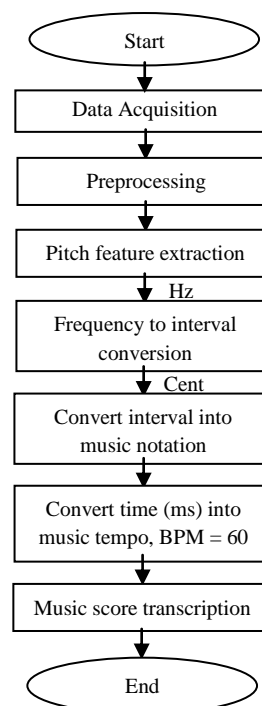 Start
Data Acquisition
Preprocessing
Pitch feature extraction
Hz
Frequency to interval
conversion
Cent
Convert interval into
music notation
Convert time (ms) into
music tempo, BPM = 60
Music score transcription
End